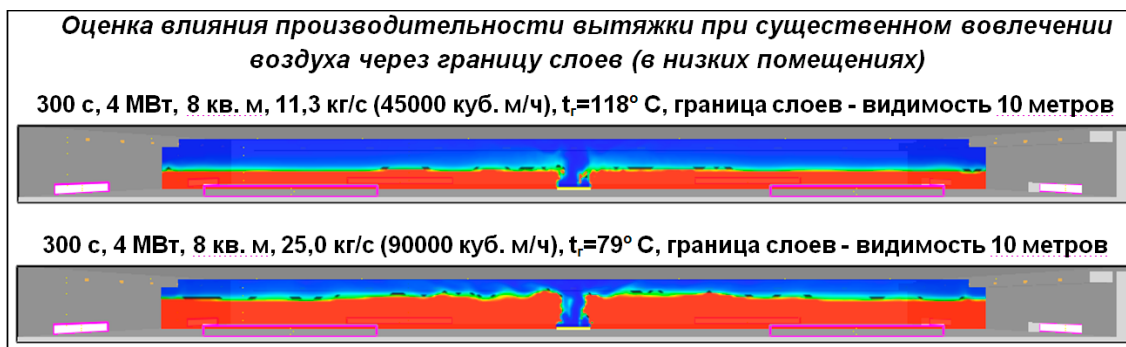 Оценка влияния производительности вытяжки при существенном вовлечении
воздуха через границу слоев (в низких помещениях)
300 с, 4 МВт, 8 кв. м, 11,3 кг/с (45000 куб. м/ч), tг=118º С, граница слоев - видимость 10 метров
300 с, 4 МВт, 8 кв. м, 25,0 кг/с (90000 куб. м/ч), tг=79º С, граница слоев - видимость 10 метров